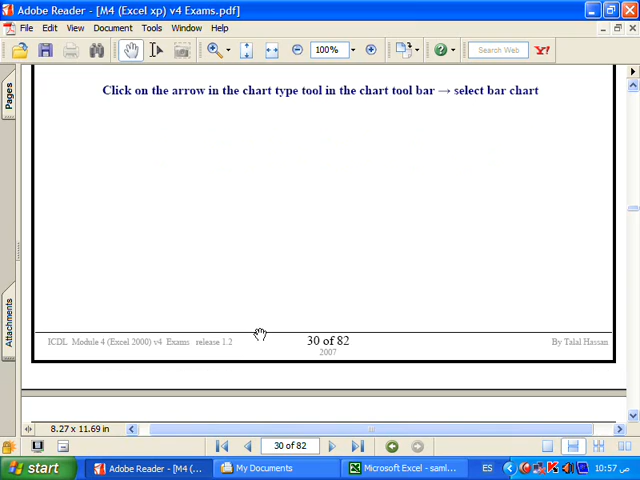 Adobe Reader - [M4 (Excel xp) v4 Exams.pdf]
File Edit View Document Tools Window Help
100% Search Web Y!
Pages
Click on the arrow in the chart type tool in the chart tool bar → select bar chart
ICDL Module 4 (Excel 2000) v4 Exams release 1.2 30 of 82 By Talal Hassan
2007
Attachments
8.27 x 11.69 in
30 of 82
start Adobe Reader - [M4 ... My Documents Microsoft Excel - saml... ES 10:57 ص